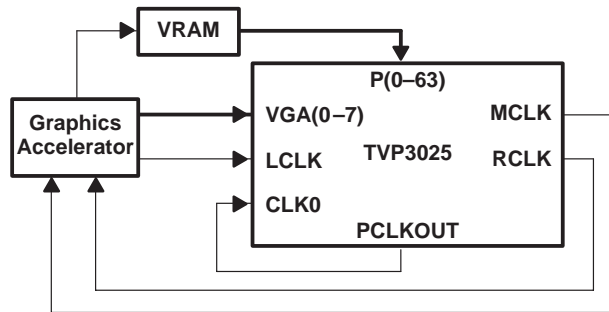 VRAM
P(0–63)
Graphics
Accelerator
VGA(0–7)
MCLK
LCLK
TVP3025
RCLK
CLK0
PCLKOUT